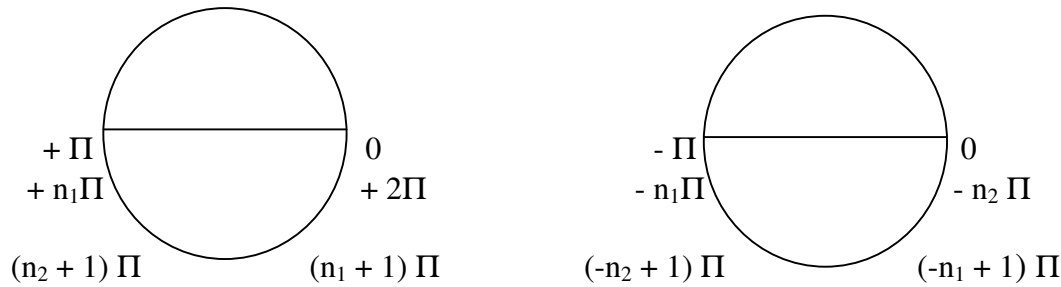 + Π 0 - Π 0
+ n₁Π + 2Π - n₁Π - n₂ Π
(n₂ + 1) Π (n₁ + 1) Π (-n₂ + 1) Π (-n₁ + 1) Π